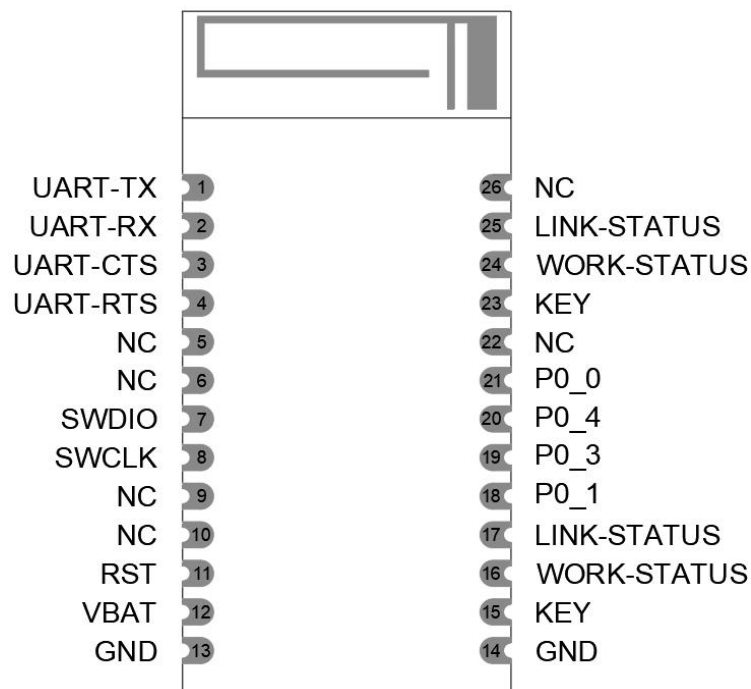 UART-TX 1 26 NC
UART-RX 2 25 LINK-STATUS
UART-CTS 3 24 WORK-STATUS
UART-RTS 4 23 KEY
NC 5 22 NC
NC 6 21 P0_0
SWDIO 7 20 P0_4
SWCLK 8 19 P0_3
NC 9 18 P0_1
NC 10 17 LINK-STATUS
RST 11 16 WORK-STATUS
VBAT 12 15 KEY
GND 13 14 GND